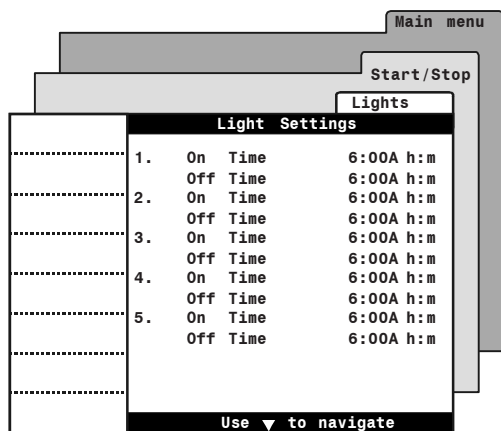 Main menu
Start/Stop
Lights
Light Settings
1. On Time 6:00A h:m
Off Time 6:00A h:m
2. On Time 6:00A h:m
Off Time 6:00A h:m
3. On Time 6:00A h:m
Off Time 6:00A h:m
4. On Time 6:00A h:m
Off Time 6:00A h:m
5. On Time 6:00A h:m
Off Time 6:00A h:m
Use ▼ to navigate